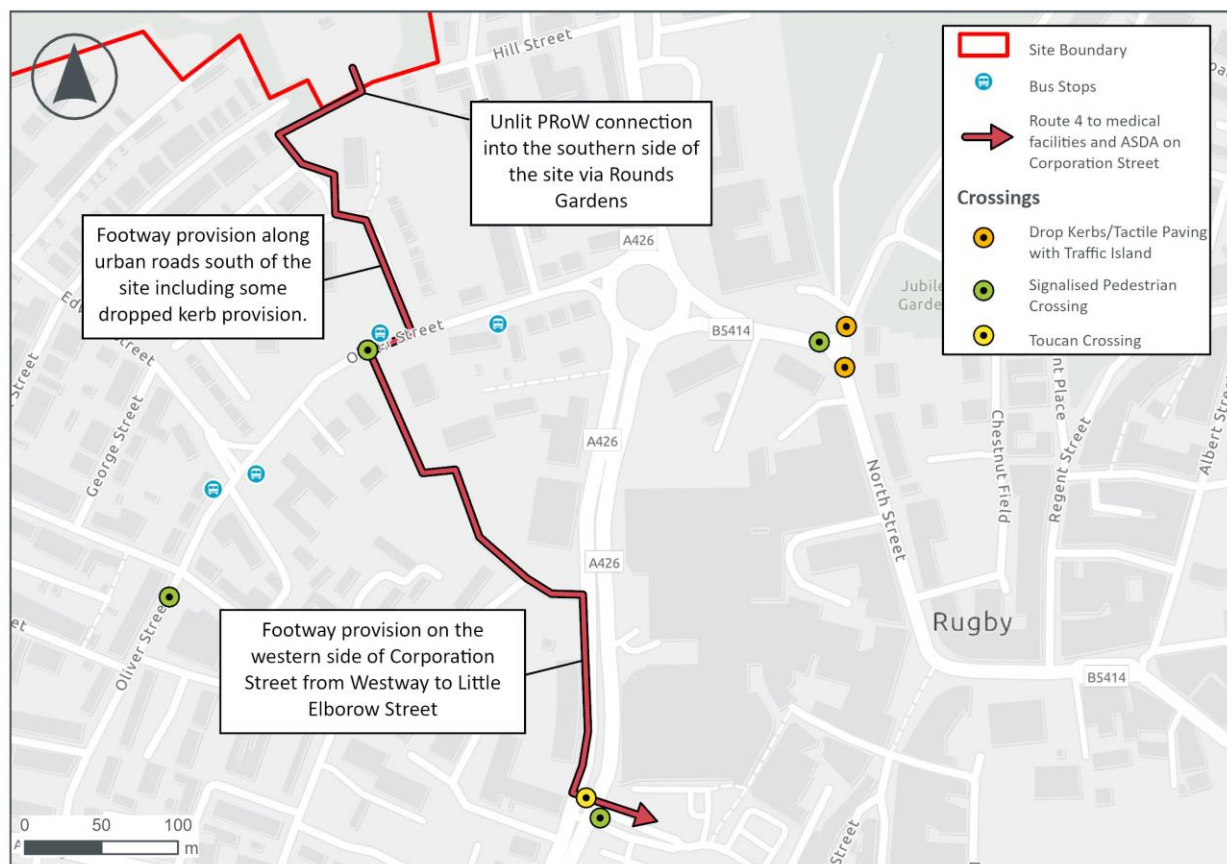 Hill Street
Site Boundary
Bus Stops
Route 4 to medical
facilities and ASDA on
Corporation Street
Crossings
Drop Kerbs/Tactile Paving
with Traffic Island
Signalised Pedestrian
Crossing
Toucan Crossing
Unlit PRoW connection
into the southern side of
the site via Rounds
Gardens
Footway provision along
urban roads south of the
site including some
dropped kerb provision.
A426
B5414
Street
George Street
A426
North Street
Chestnut Field
Regent Street
Albert Street
A426
Oliver Street
Footway provision on the
western side of Corporation
Street from Westway to Little
Elborow Street
Rugby
B5414
Street
0 50 100
m